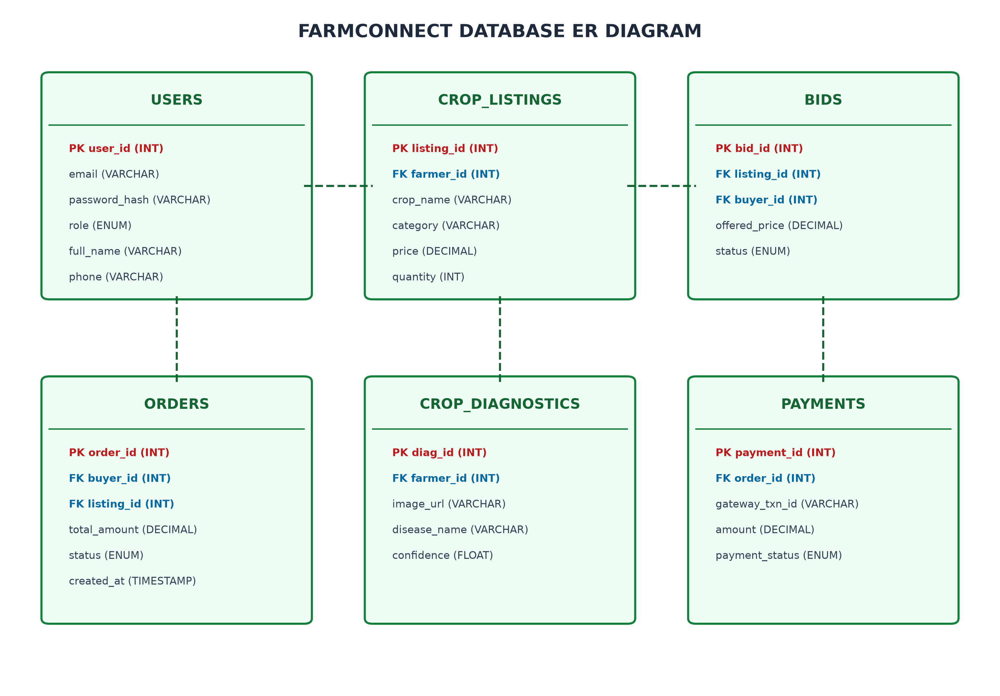 FARMCONNECT DATABASE ER DIAGRAM
USERS
PK user_id (INT)
email (VARCHAR)
password_hash (VARCHAR)
role (ENUM)
full_name (VARCHAR)
phone (VARCHAR)
CROP_LISTINGS
PK listing_id (INT)
FK farmer_id (INT)
crop_name (VARCHAR)
category (VARCHAR)
price (DECIMAL)
quantity (INT)
BIDS
PK bid_id (INT)
FK listing_id (INT)
FK buyer_id (INT)
offered_price (DECIMAL)
status (ENUM)
ORDERS
PK order_id (INT)
FK buyer_id (INT)
FK listing_id (INT)
total_amount (DECIMAL)
status (ENUM)
created_at (TIMESTAMP)
CROP_DIAGNOSTICS
PK diag_id (INT)
FK farmer_id (INT)
image_url (VARCHAR)
disease_name (VARCHAR)
confidence (FLOAT)
PAYMENTS
PK payment_id (INT)
FK order_id (INT)
gateway_txn_id (VARCHAR)
amount (DECIMAL)
payment_status (ENUM)